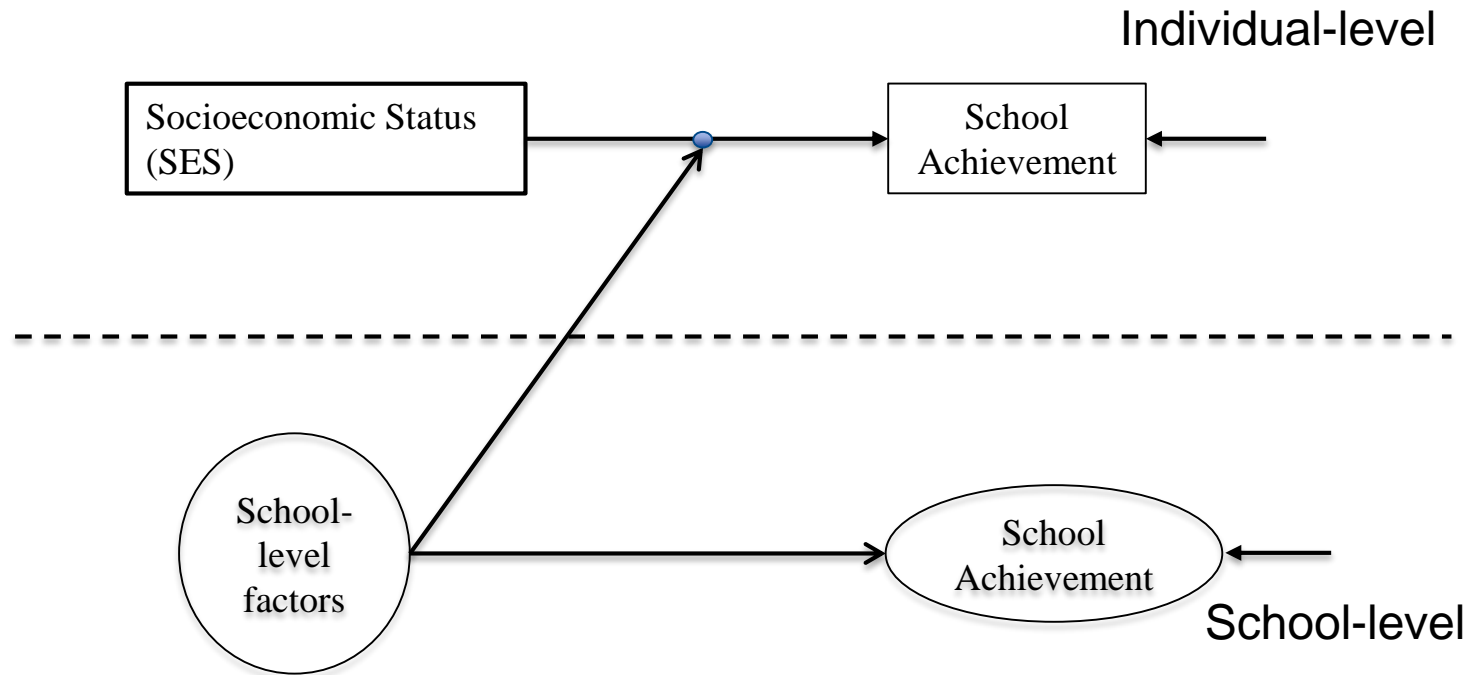 Individual-level
Socioeconomic Status
(SES)
School
Achievement
School-
level
factors
School
Achievement
School-level